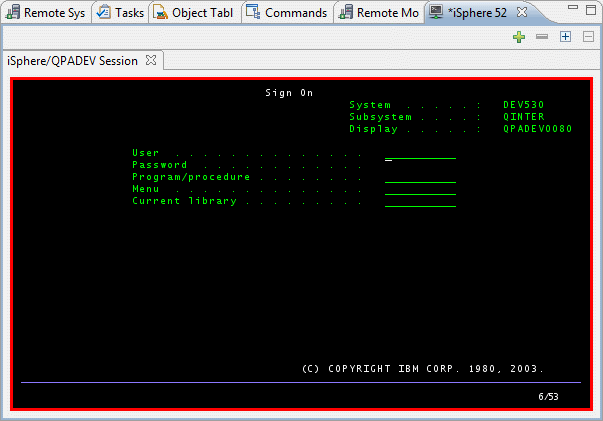 Remote Sys Tasks Object Tabl Commands Remote Mo *iSphere 52
iSphere/QPADEV Session
Sign On
System . . . . . : DEV530
Subsystem . . . . : QINTER
Display . . . . . : QPADEV0080
User . . . . . . . . . . . . . .
Password . . . . . . . . . . . .
Program/procedure . . . . . . . .
Menu . . . . . . . . . . . . . .
Current library . . . . . . . . .
(C) COPYRIGHT IBM CORP. 1980, 2003.
6/53